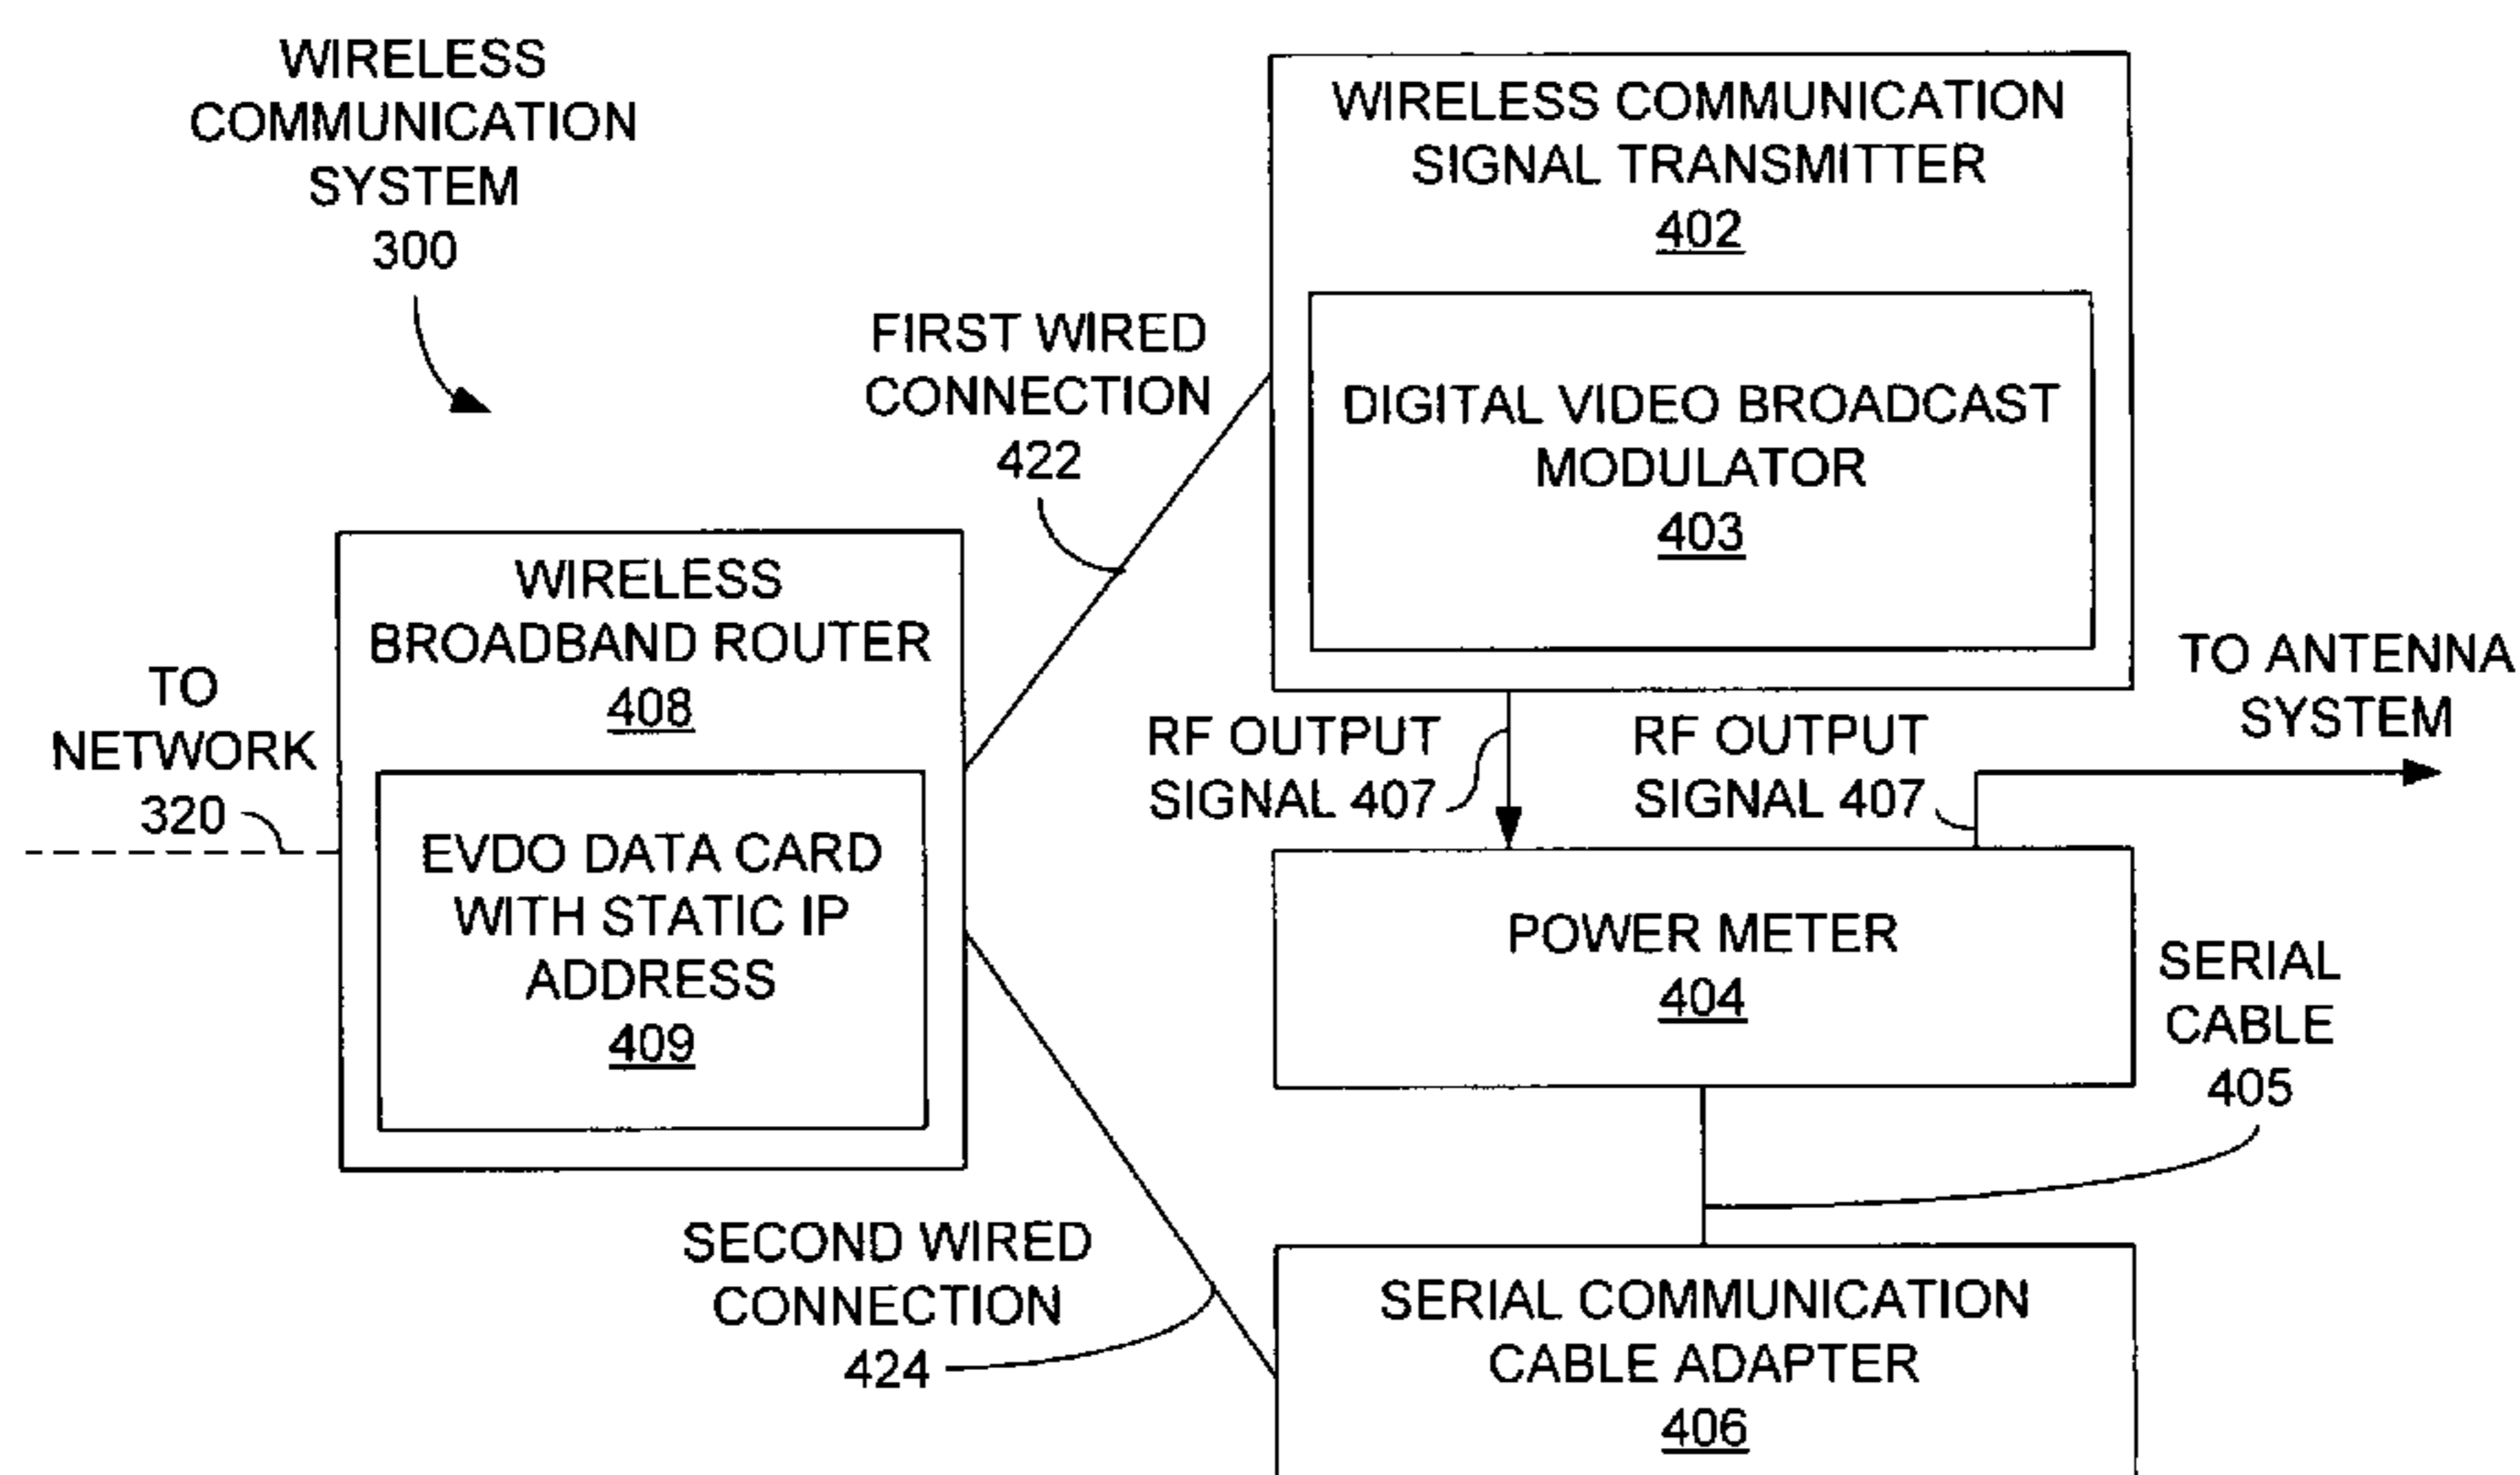 WIRELESS
COMMUNICATION
SYSTEM
300
WIRELESS COMMUNICATION
SIGNAL TRANSMITTER
402
DIGITAL VIDEO BROADCAST
MODULATOR
403
FIRST WIRED
CONNECTION
422
WIRELESS
BROADBAND ROUTER
408
EVDO DATA CARD
WITH STATIC IP
ADDRESS
409
TO
NETWORK
320
RF OUTPUT
SIGNAL 407
RF OUTPUT
SIGNAL 407
TO ANTENNA
SYSTEM
POWER METER
404
SERIAL
CABLE
405
SECOND WIRED
CONNECTION
424
SERIAL COMMUNICATION
CABLE ADAPTER
406